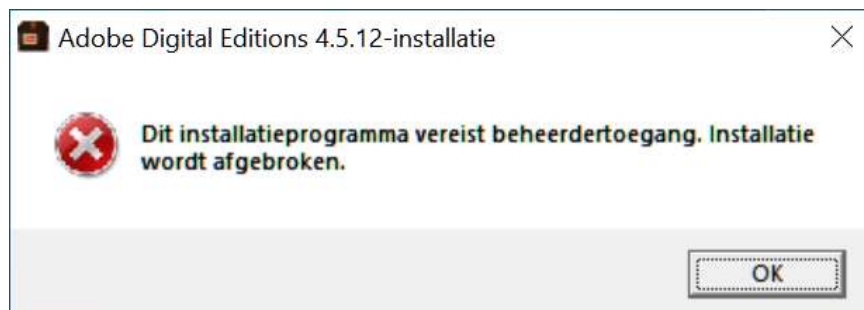 Adobe Digital Editions 4.5.12-installatie
Dit installatieprogramma vereist beheerdertoegang. Installatie
wordt afgebroken.
OK